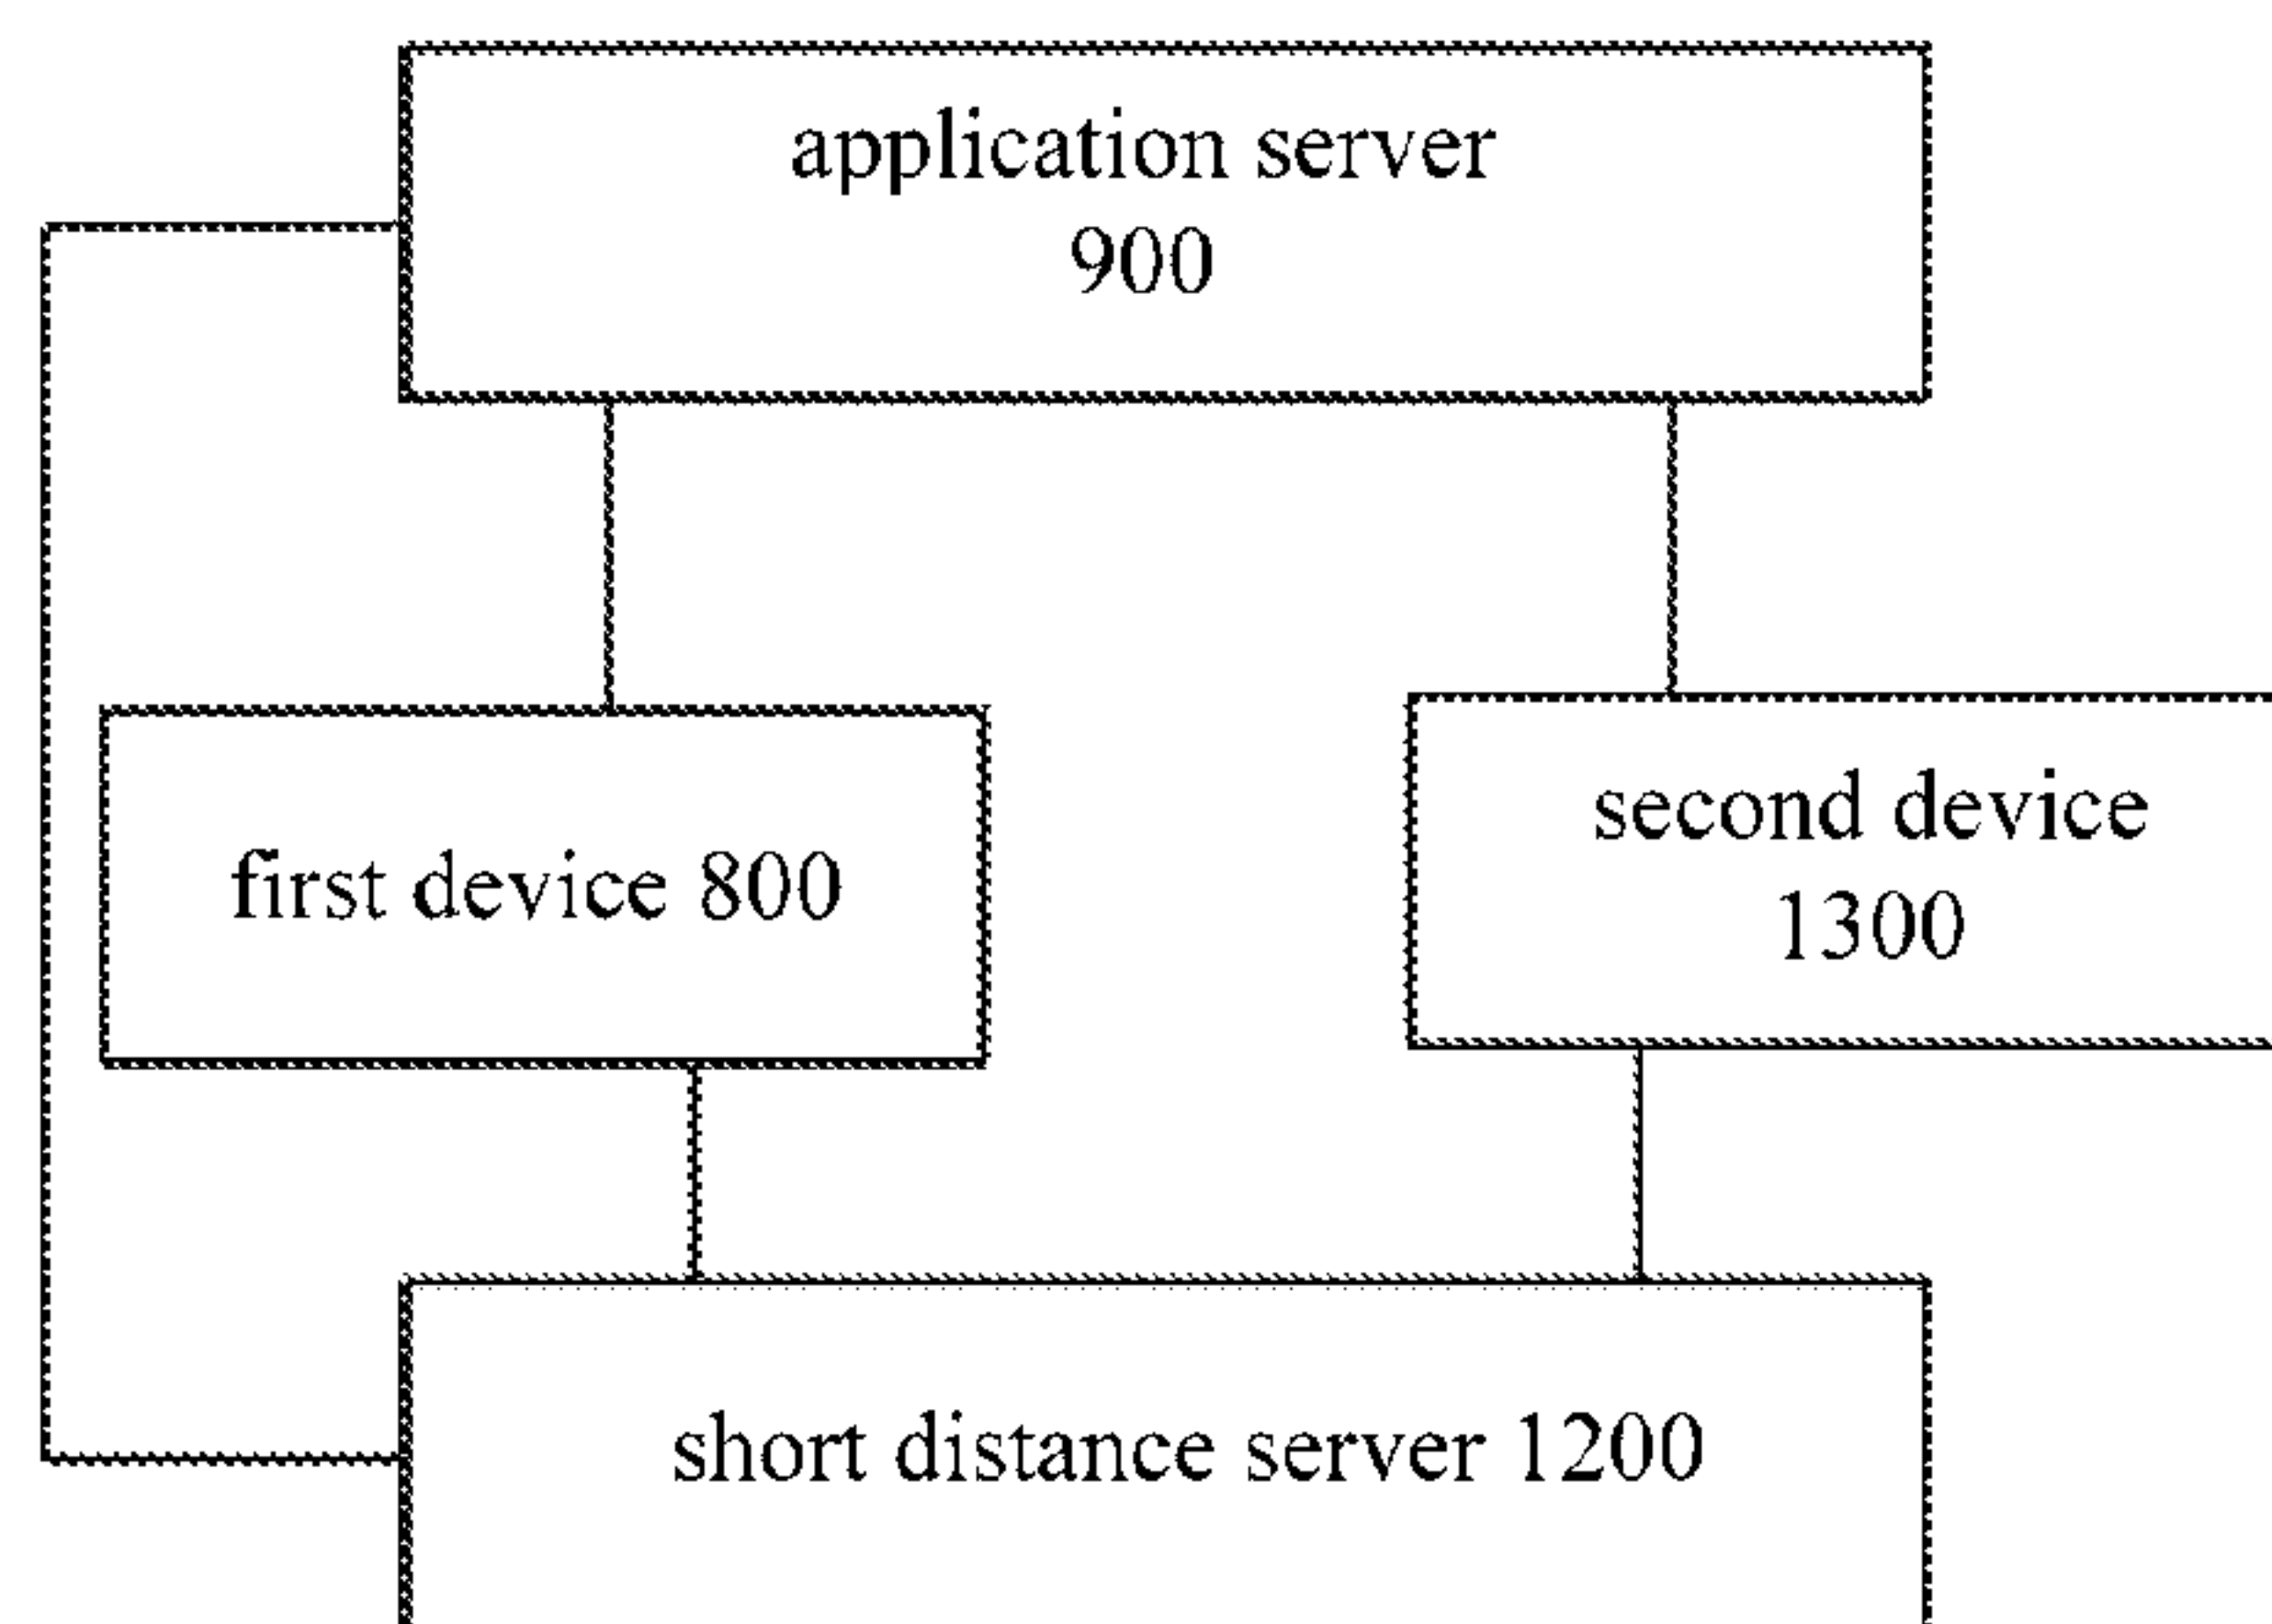 application server
900
first device 800
second device
1300
short distance server 1200